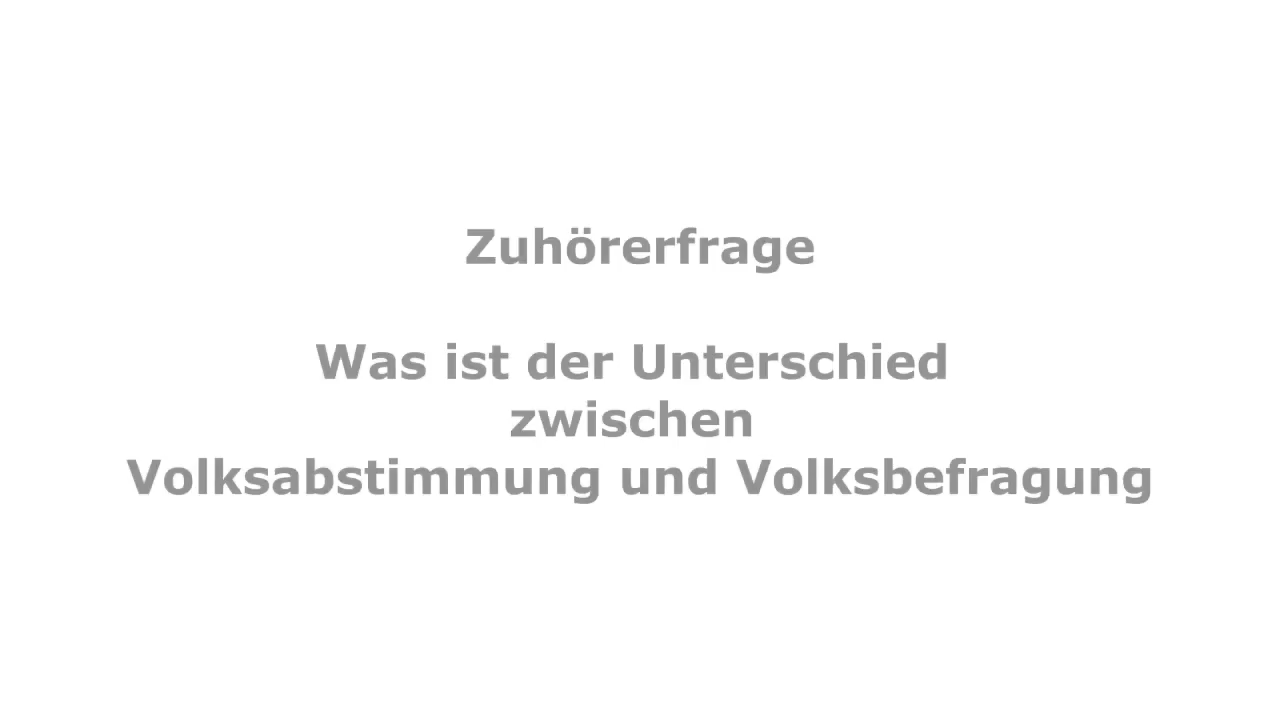 Zuhörerfrage
Was ist der Unterschied
zwischen
Volksabstimmung und Volksbefragung